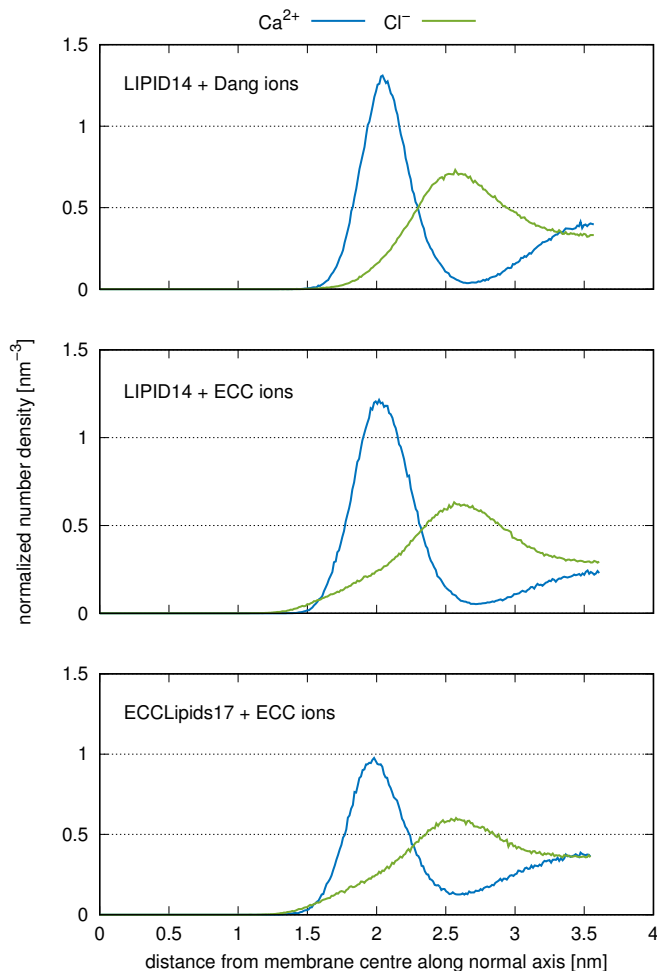 Ca²⁺ Cl⁻
1.5
LIPID14 + Dang ions
1
0.5
0
1.5
LIPID14 + ECC ions
1
0.5
0
1.5
ECCLipids17 + ECC ions
1
0.5
0
0 0.5 1 1.5 2 2.5 3 3.5 4
normalized number density [nm⁻³]
distance from membrane centre along normal axis [nm]